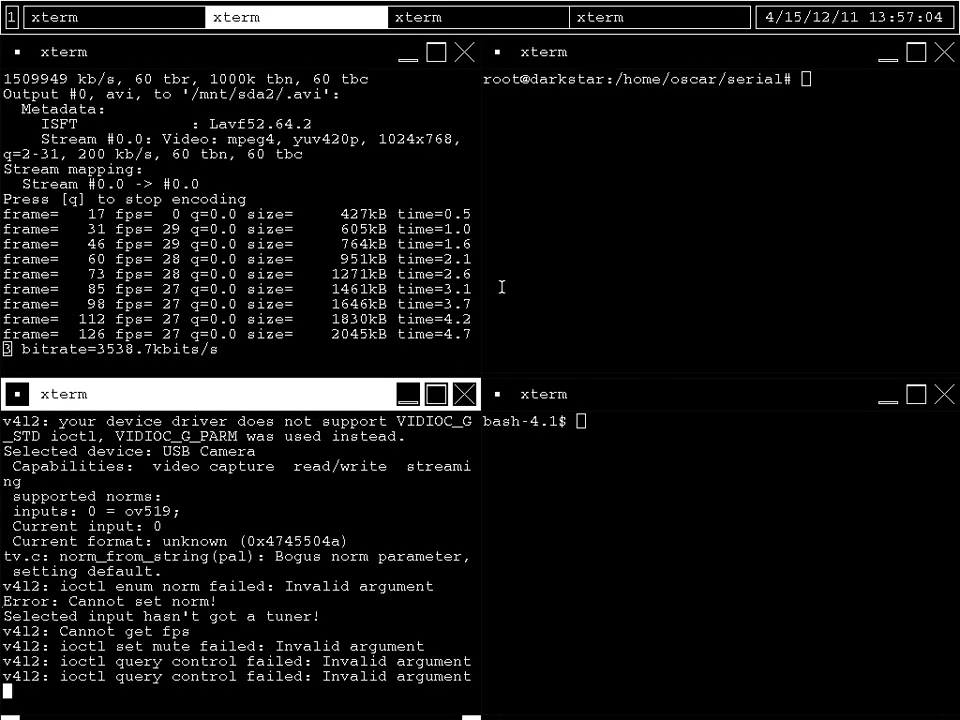 1 xterm xterm xterm xterm 4/15/12/11 13:57:04
xterm
1509949 kb/s, 60 tbr, 1000k tbn, 60 tbc
Output #0, avi, to '/mnt/sda2/.avi':
Metadata:
ISFT : Lavf52.64.2
Stream #0.0: Video: mpeg4, yuv420p, 1024x768,
q=2-31, 200 kb/s, 60 tbn, 60 tbc
Stream mapping:
Stream #0.0 -> #0.0
Press [q] to stop encoding
frame= 17 fps= 0 q=0.0 size= 427kB time=0.5
frame= 31 fps= 29 q=0.0 size= 605kB time=1.0
frame= 46 fps= 29 q=0.0 size= 764kB time=1.6
frame= 60 fps= 28 q=0.0 size= 951kB time=2.1
frame= 73 fps= 28 q=0.0 size= 1271kB time=2.6
frame= 85 fps= 27 q=0.0 size= 1461kB time=3.1
frame= 98 fps= 27 q=0.0 size= 1646kB time=3.7
frame= 112 fps= 27 q=0.0 size= 1830kB time=4.2
frame= 126 fps= 27 q=0.0 size= 2045kB time=4.7
3 bitrate=3538.7kbits/s
xterm
root@darkstar:/home/oscar/serial#
xterm
v4l2: your device driver does not support VIDIOC_G
_STD ioctl, VIDIOC_G_PARM was used instead.
Selected device: USB Camera
Capabilities: video capture read/write streami
ng
supported norms:
inputs: 0 = ov519;
Current input: 0
Current format: unknown (0x4745504a)
tv.c: norm_from_string(pal): Bogus norm parameter,
setting default.
v4l2: ioctl enum norm failed: Invalid argument
Error: Cannot set norm!
Selected input hasn't got a tuner!
v4l2: Cannot get fps
v4l2: ioctl set mute failed: Invalid argument
v4l2: ioctl query control failed: Invalid argument
v4l2: ioctl query control failed: Invalid argument
xterm
bash-4.1$